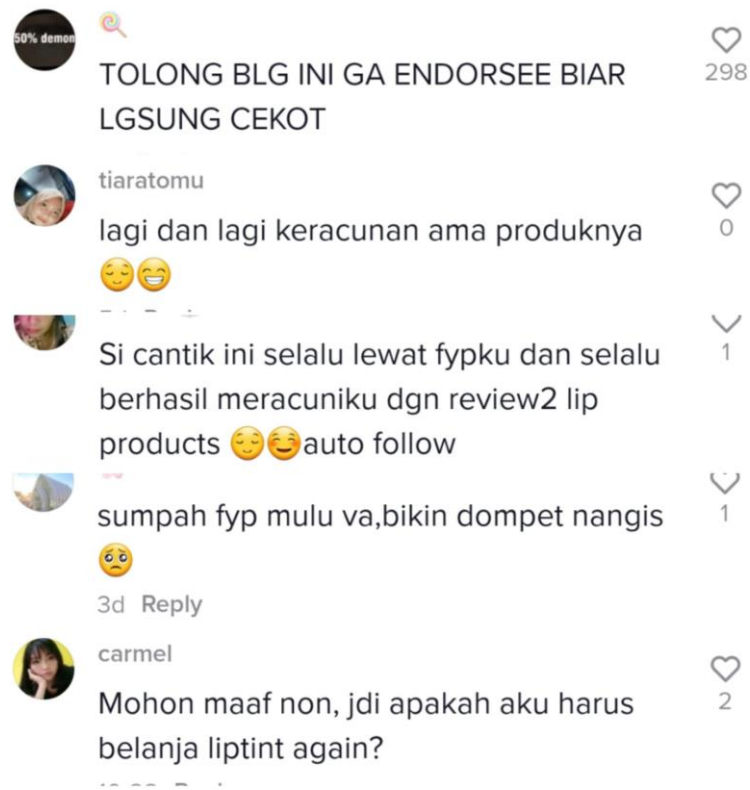 50% demon
TOLONG BLG INI GA ENDORSEE BIAR
LGSUNG CEKOT
298
tiaratomu
lagi dan lagi keracunan ama produknya
0
Si cantik ini selalu lewat fypku dan selalu
berhasil meracuniku dgn review2 lip
products auto follow
1
sumpah fyp mulu va,bikin dompet nangis
1
3d Reply
carmel
Mohon maaf non, jdi apakah aku harus
belanja liptint again?
2